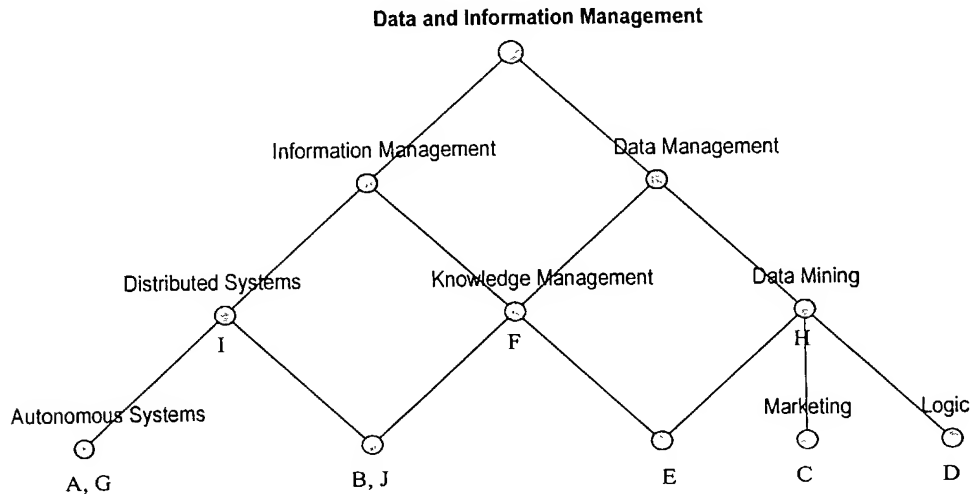 Data and Information Management
Information Management
Data Management
Distributed Systems
Knowledge Management
Data Mining
I
F
H
Autonomous Systems
Marketing
Logic
A, G
B, J
E
C
D